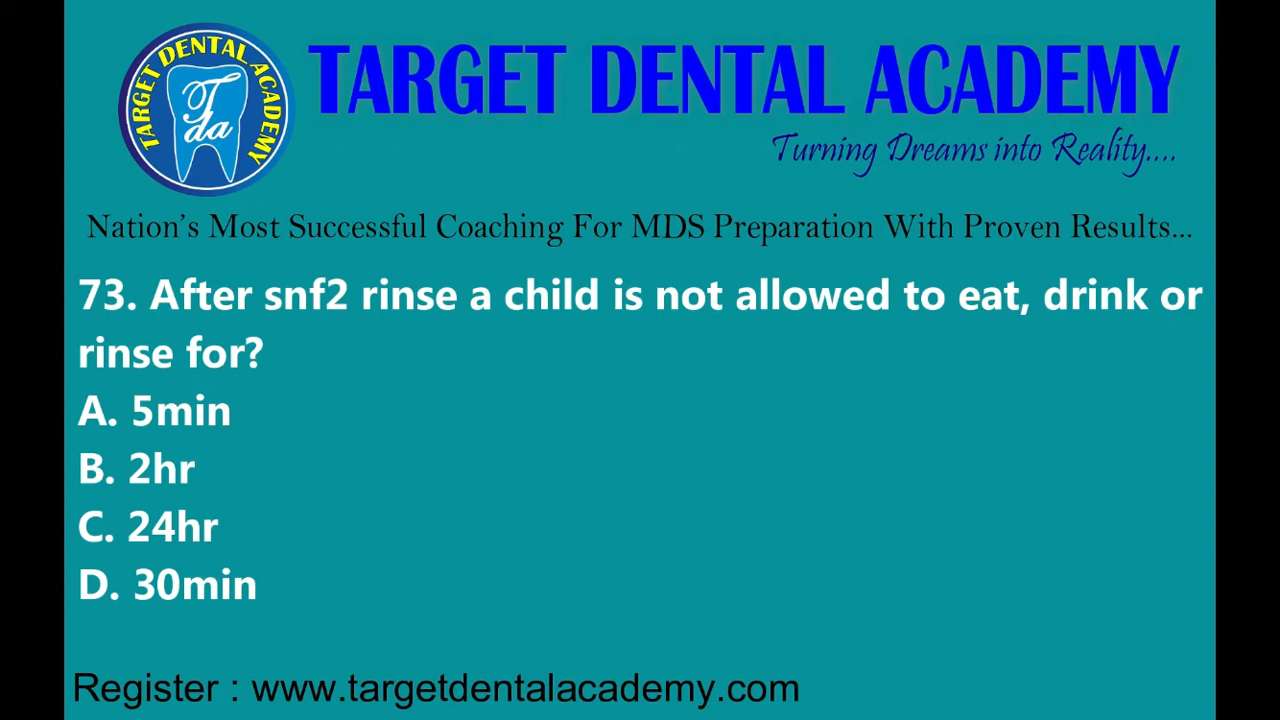 TARGET DENTAL ACADEMY
Tda
TARGET DENTAL ACADEMY
Turning Dreams into Reality....
Nation's Most Successful Coaching For MDS Preparation With Proven Results...
73. After snf2 rinse a child is not allowed to eat, drink or
rinse for?
A. 5min
B. 2hr
C. 24hr
D. 30min
Register : www.targetdentalacademy.com